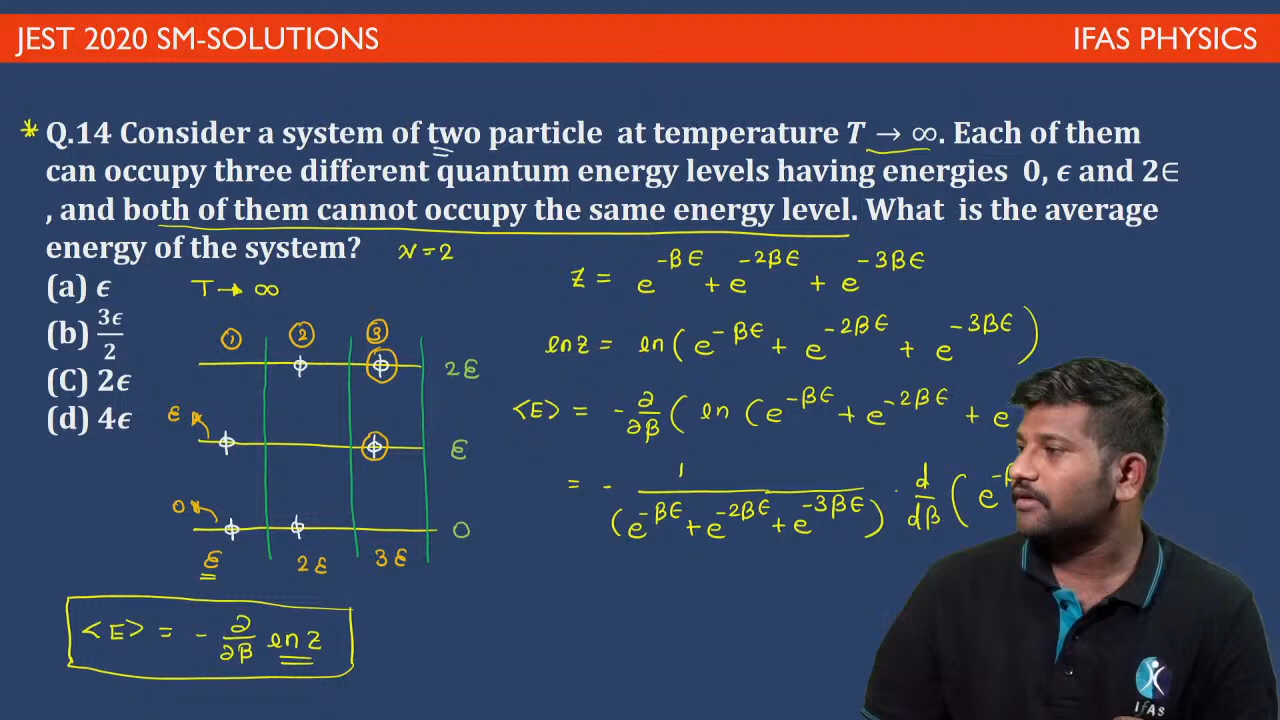 JEST 2020 SM-SOLUTIONS
IFAS PHYSICS
* Q.14 Consider a system of two particle at temperature T → ∞. Each of them
can occupy three different quantum energy levels having energies 0, ϵ and 2∈
, and both of them cannot occupy the same energy level. What is the average
energy of the system? N=2
(a) ϵ
(b) 3ϵ/2
(C) 2ϵ
(d) 4ϵ
T → ∞
① ② ③
2ε
ε
ε
0
0
ε 2ε 3ε
<E> = - ∂/∂β ln z
z = e^{-βϵ} + e^{-2βϵ} + e^{-3βϵ}
ln z = ln( e^{-βϵ} + e^{-2βϵ} + e^{-3βϵ} )
<E> = - ∂/∂β ( ln ( e^{-βϵ} + e^{-2βϵ} + e
= - 1/(e^{-βϵ} + e^{-2βϵ} + e^{-3βϵ}) · d/dβ ( e^{-β
IFAS